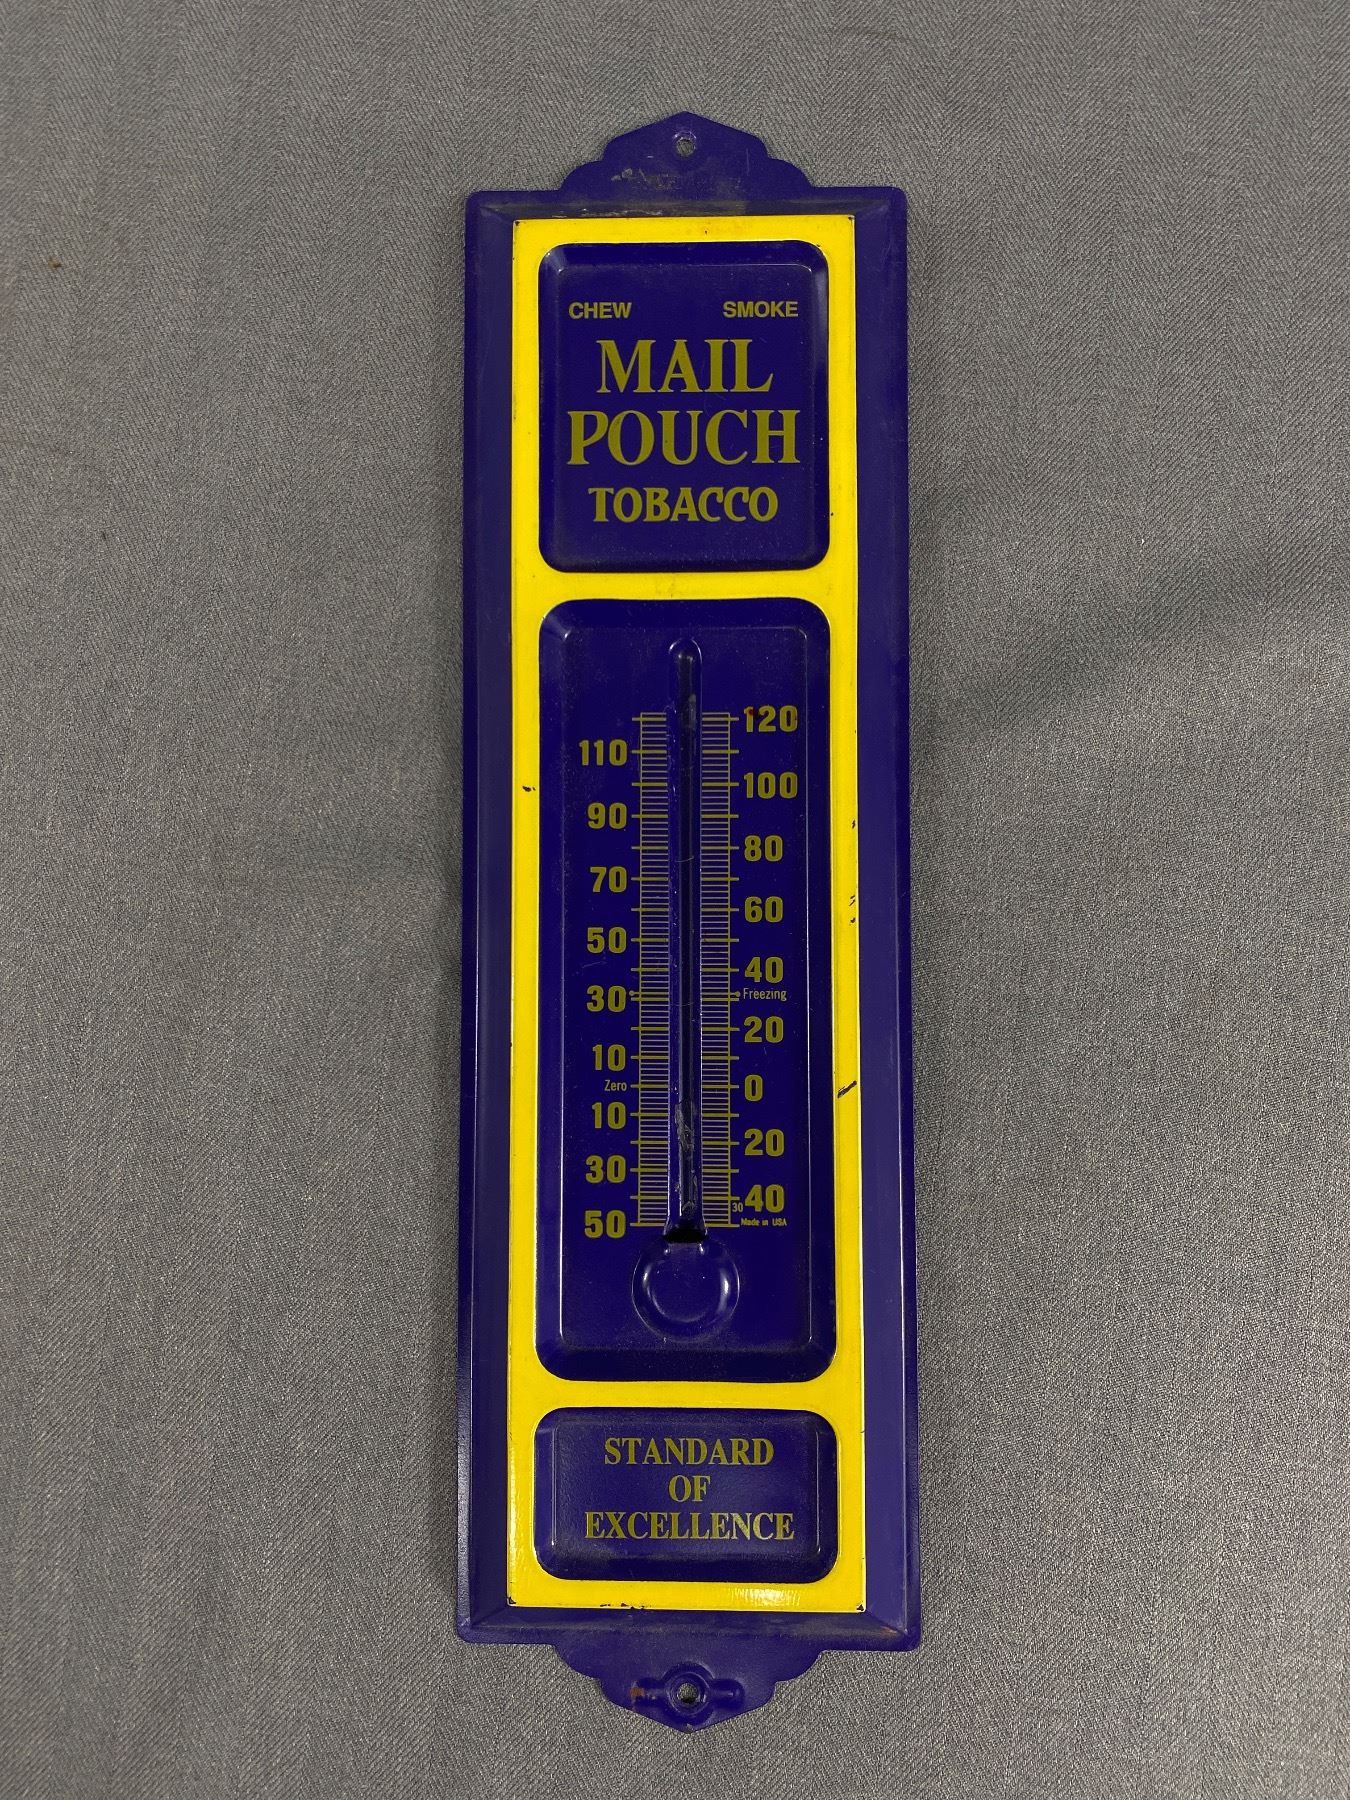 CHEW SMOKE
MAIL
POUCH
TOBACCO
120
110
100
90
80
70
60
50
40
Freezing
30
20
10
Zero 0
10
20
30
40
30
50 Made in USA
STANDARD
OF
EXCELLENCE